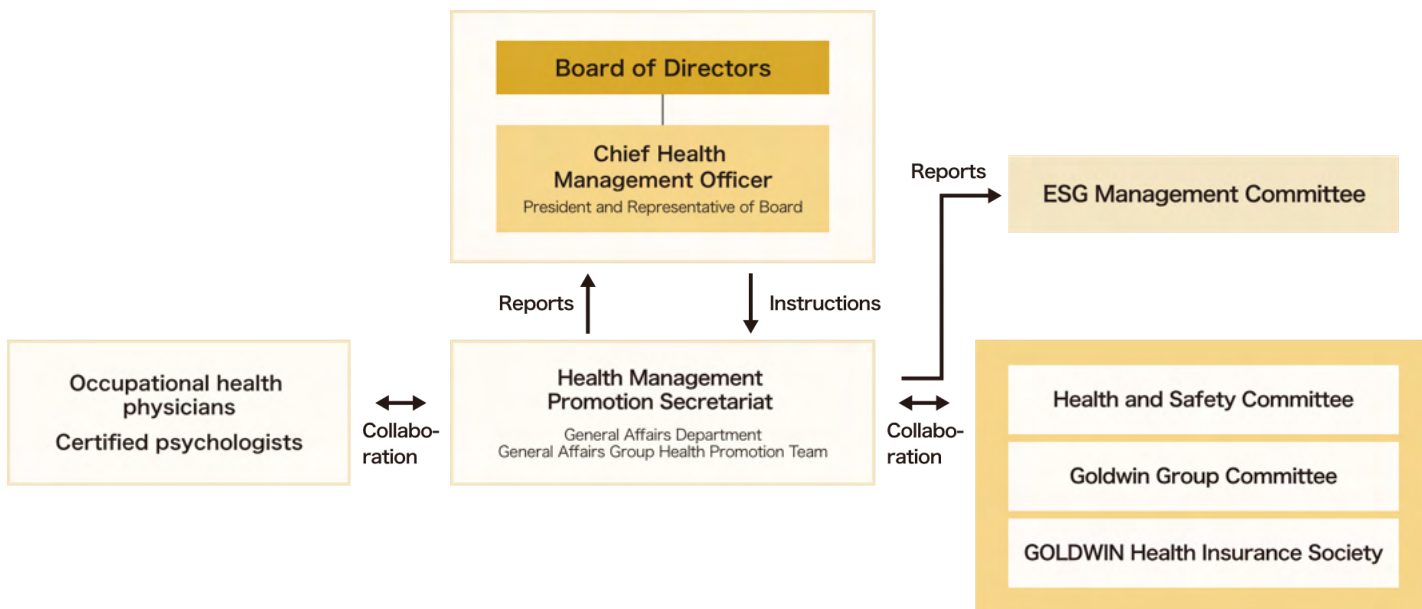 Board of Directors
Chief Health
Management Officer
President and Representative of Board
Reports
ESG Management Committee
Reports
Instructions
Occupational health
physicians
Certified psychologists
Collabo-
ration
Health Management
Promotion Secretariat
General Affairs Department
General Affairs Group Health Promotion Team
Collabo-
ration
Health and Safety Committee
Goldwin Group Committee
GOLDWIN Health Insurance Society